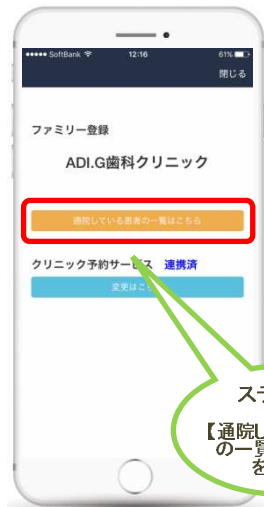 SoftBank 12:16 61%
閉じる
ファミリー登録
ADI.G歯科クリニック
通院している患者の一覧はこちら
クリニック予約サービス 連携済
変更はこ
ステ
【通院し
の一覧
を